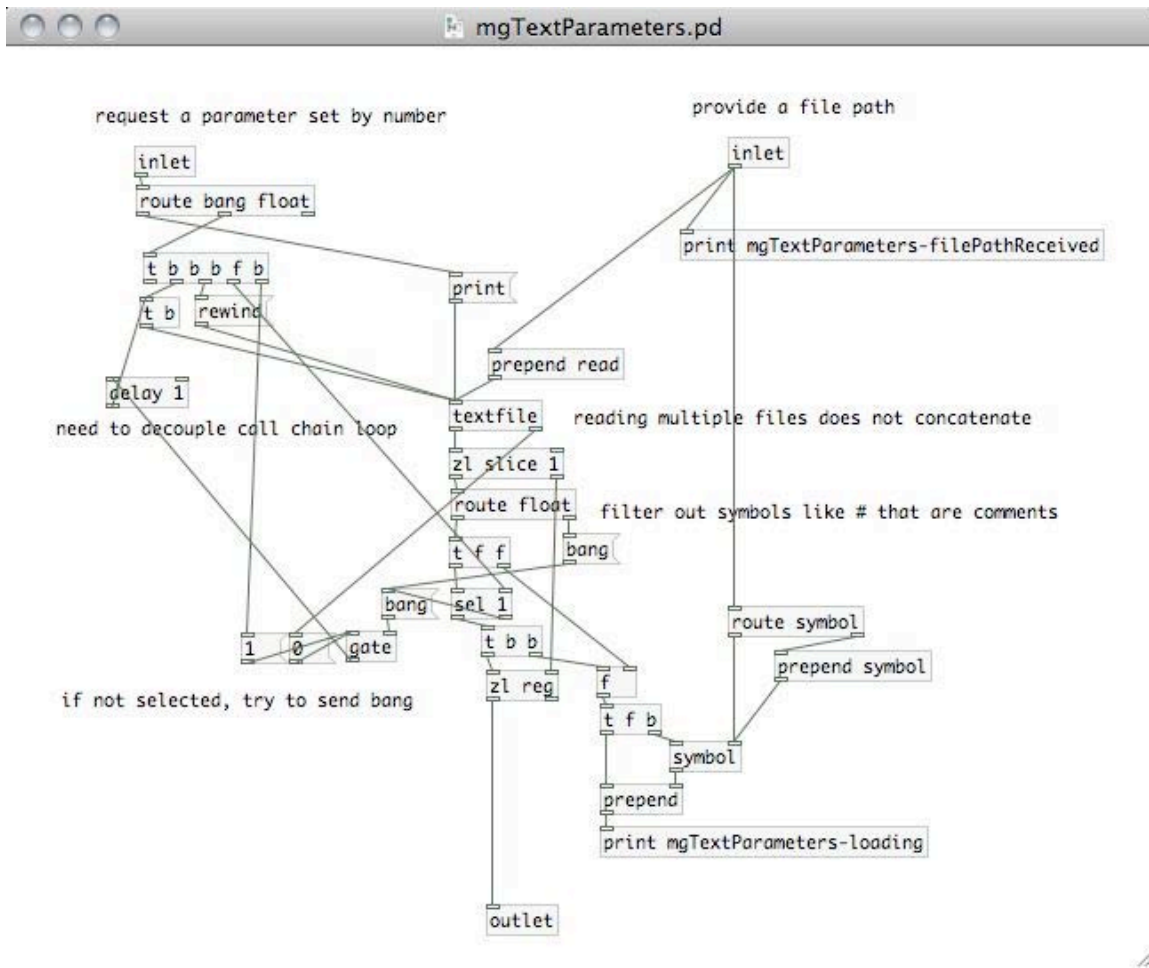 mgTextParameters.pd
request a parameter set by number
provide a file path
inlet
inlet
route bang float
print mgTextParameters-filePathReceived
t b b b f b
print
t b
rewind
prepend read
delay 1
textfile
reading multiple files does not concatenate
need to decouple call chain loop
zl slice 1
route float
filter out symbols like # that are comments
t f f
bang
bang
sel 1
route symbol
t b b
1
0
gate
prepend symbol
zl reg
f
if not selected, try to send bang
t f b
symbol
prepend
print mgTextParameters-loading
outlet